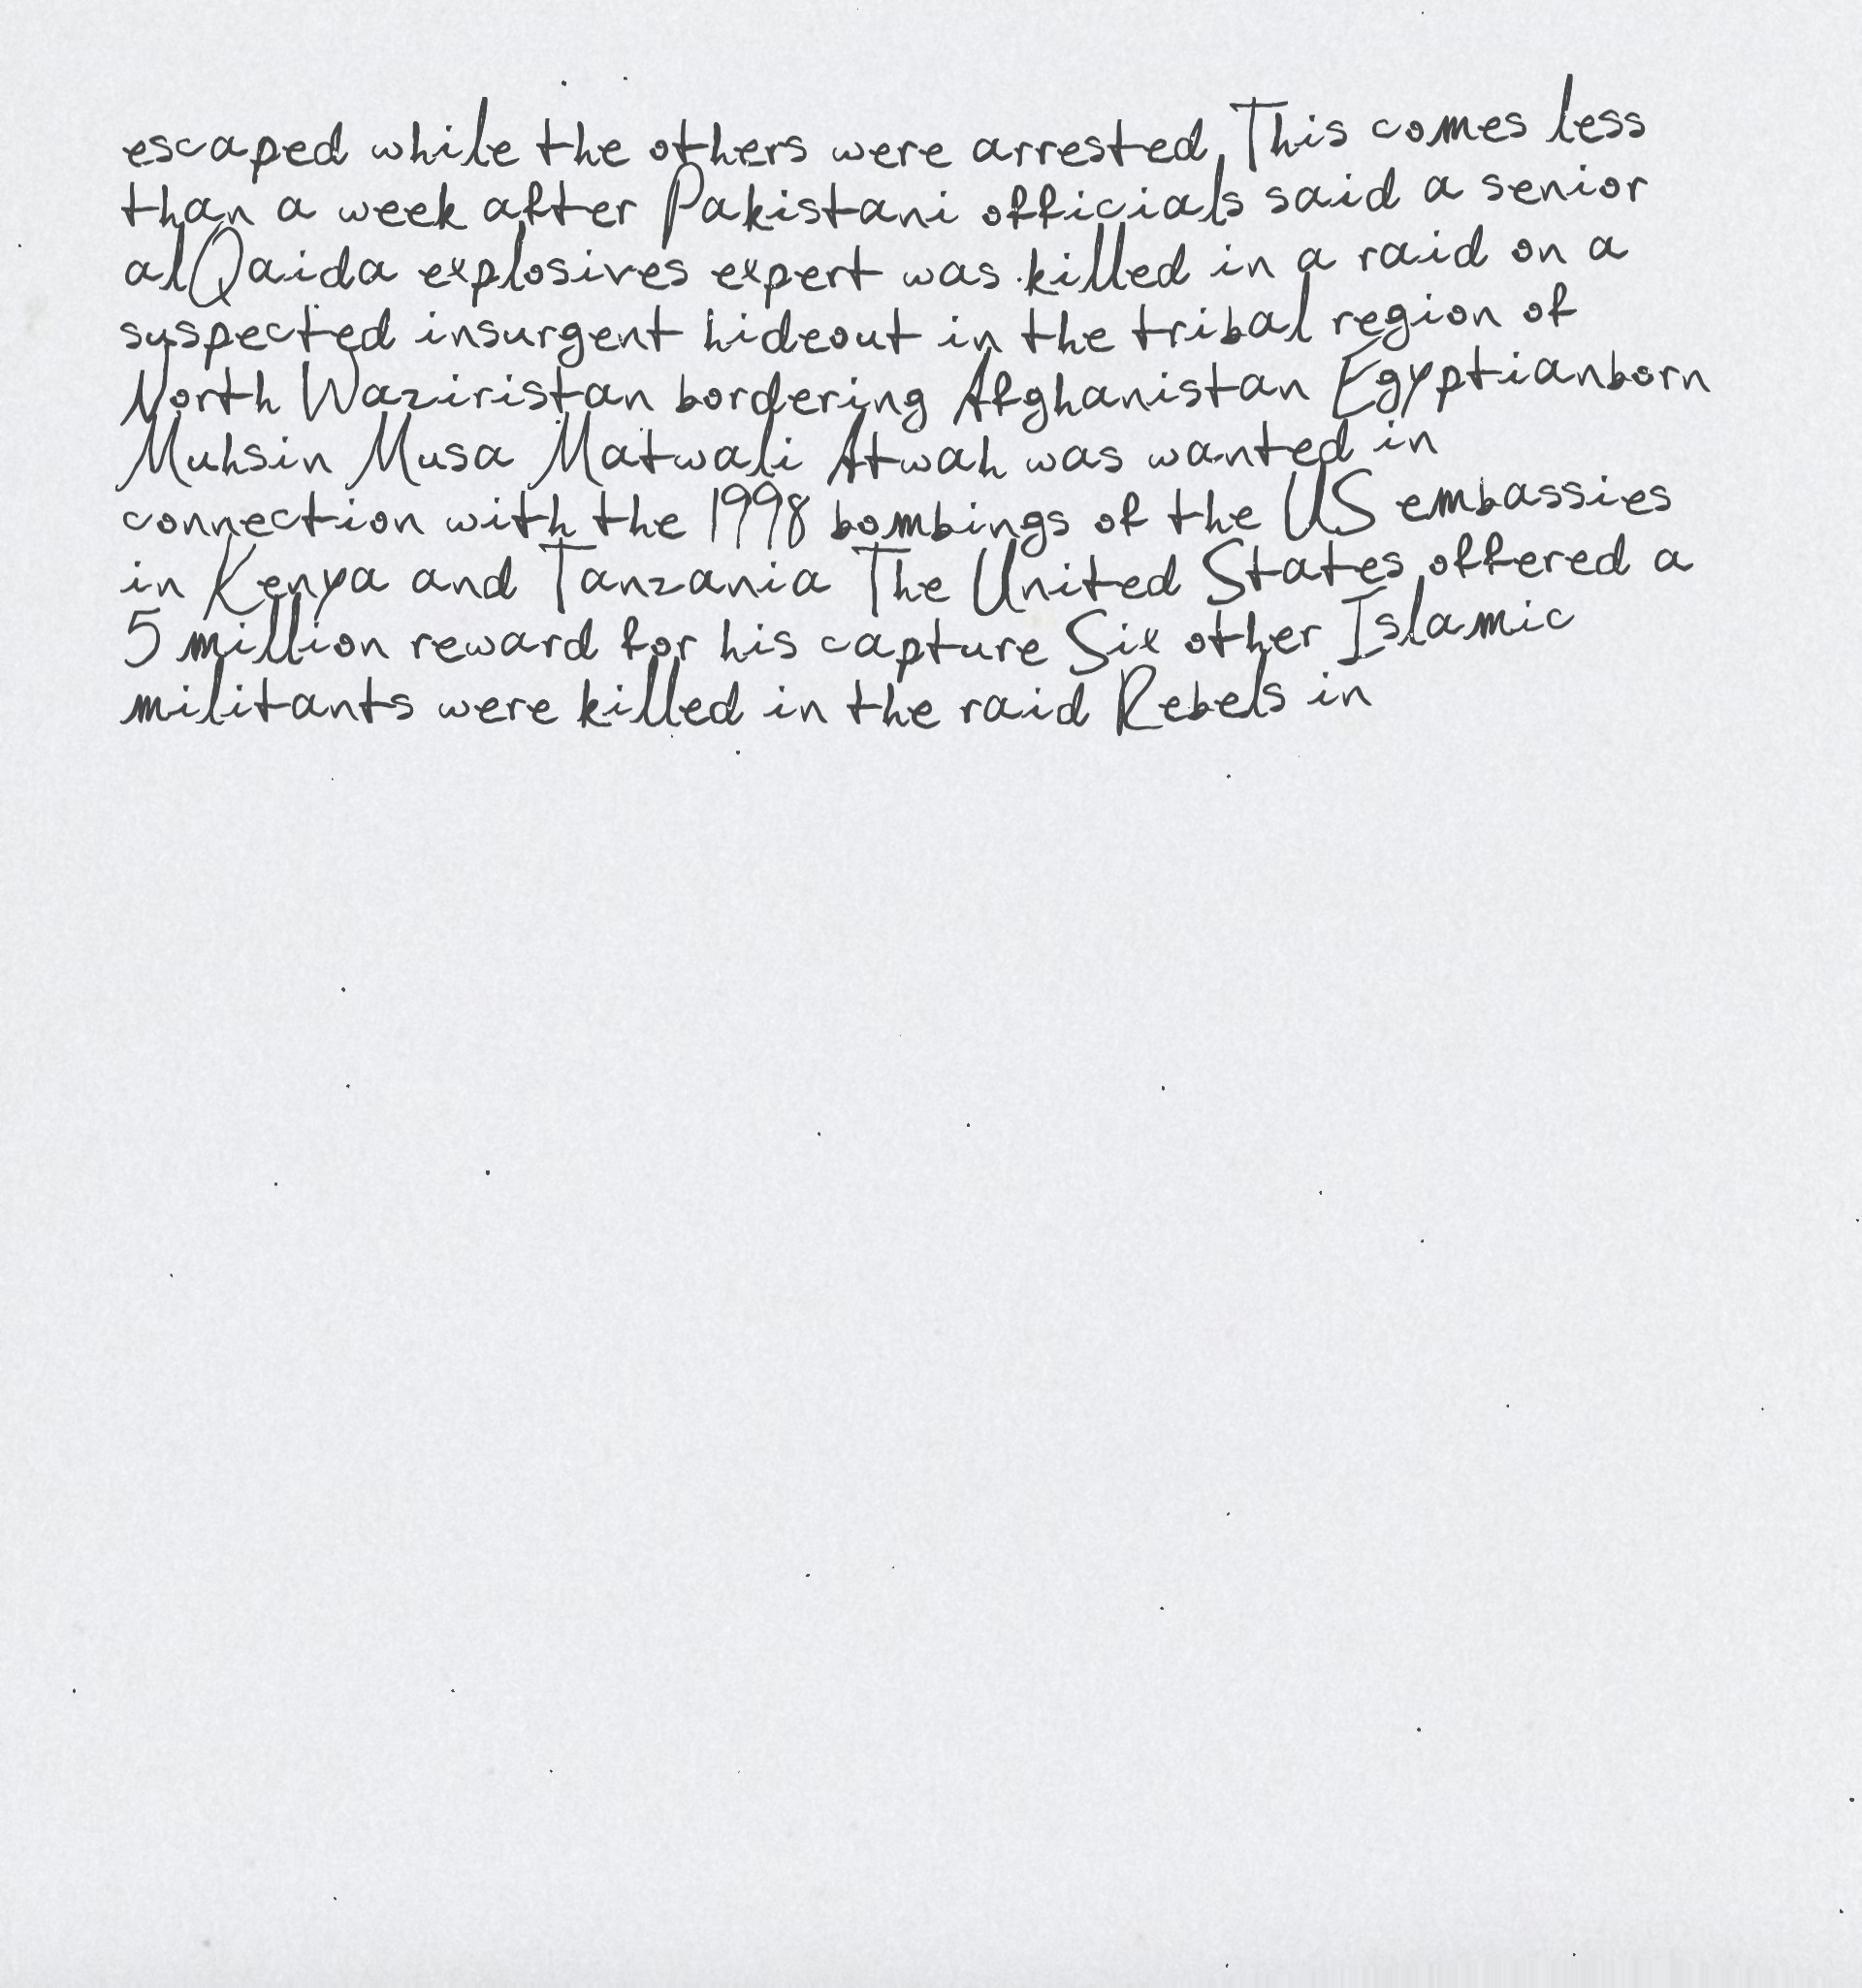 escaped while the others were arrested This comes less
than a week after Pakistani officials said a senior
alQaida explosives expert was killed in a raid on a
suspected insurgent hideout in the tribal region of
North Waziristan bordering Afghanistan Egyptianborn
Muhsin Musa Matwali Atwah was wanted in
connection with the 1998 bombings of the US embassies
in Kenya and Tanzania The United States offered a
5 million reward for his capture Six other Islamic
militants were killed in the raid Rebels in